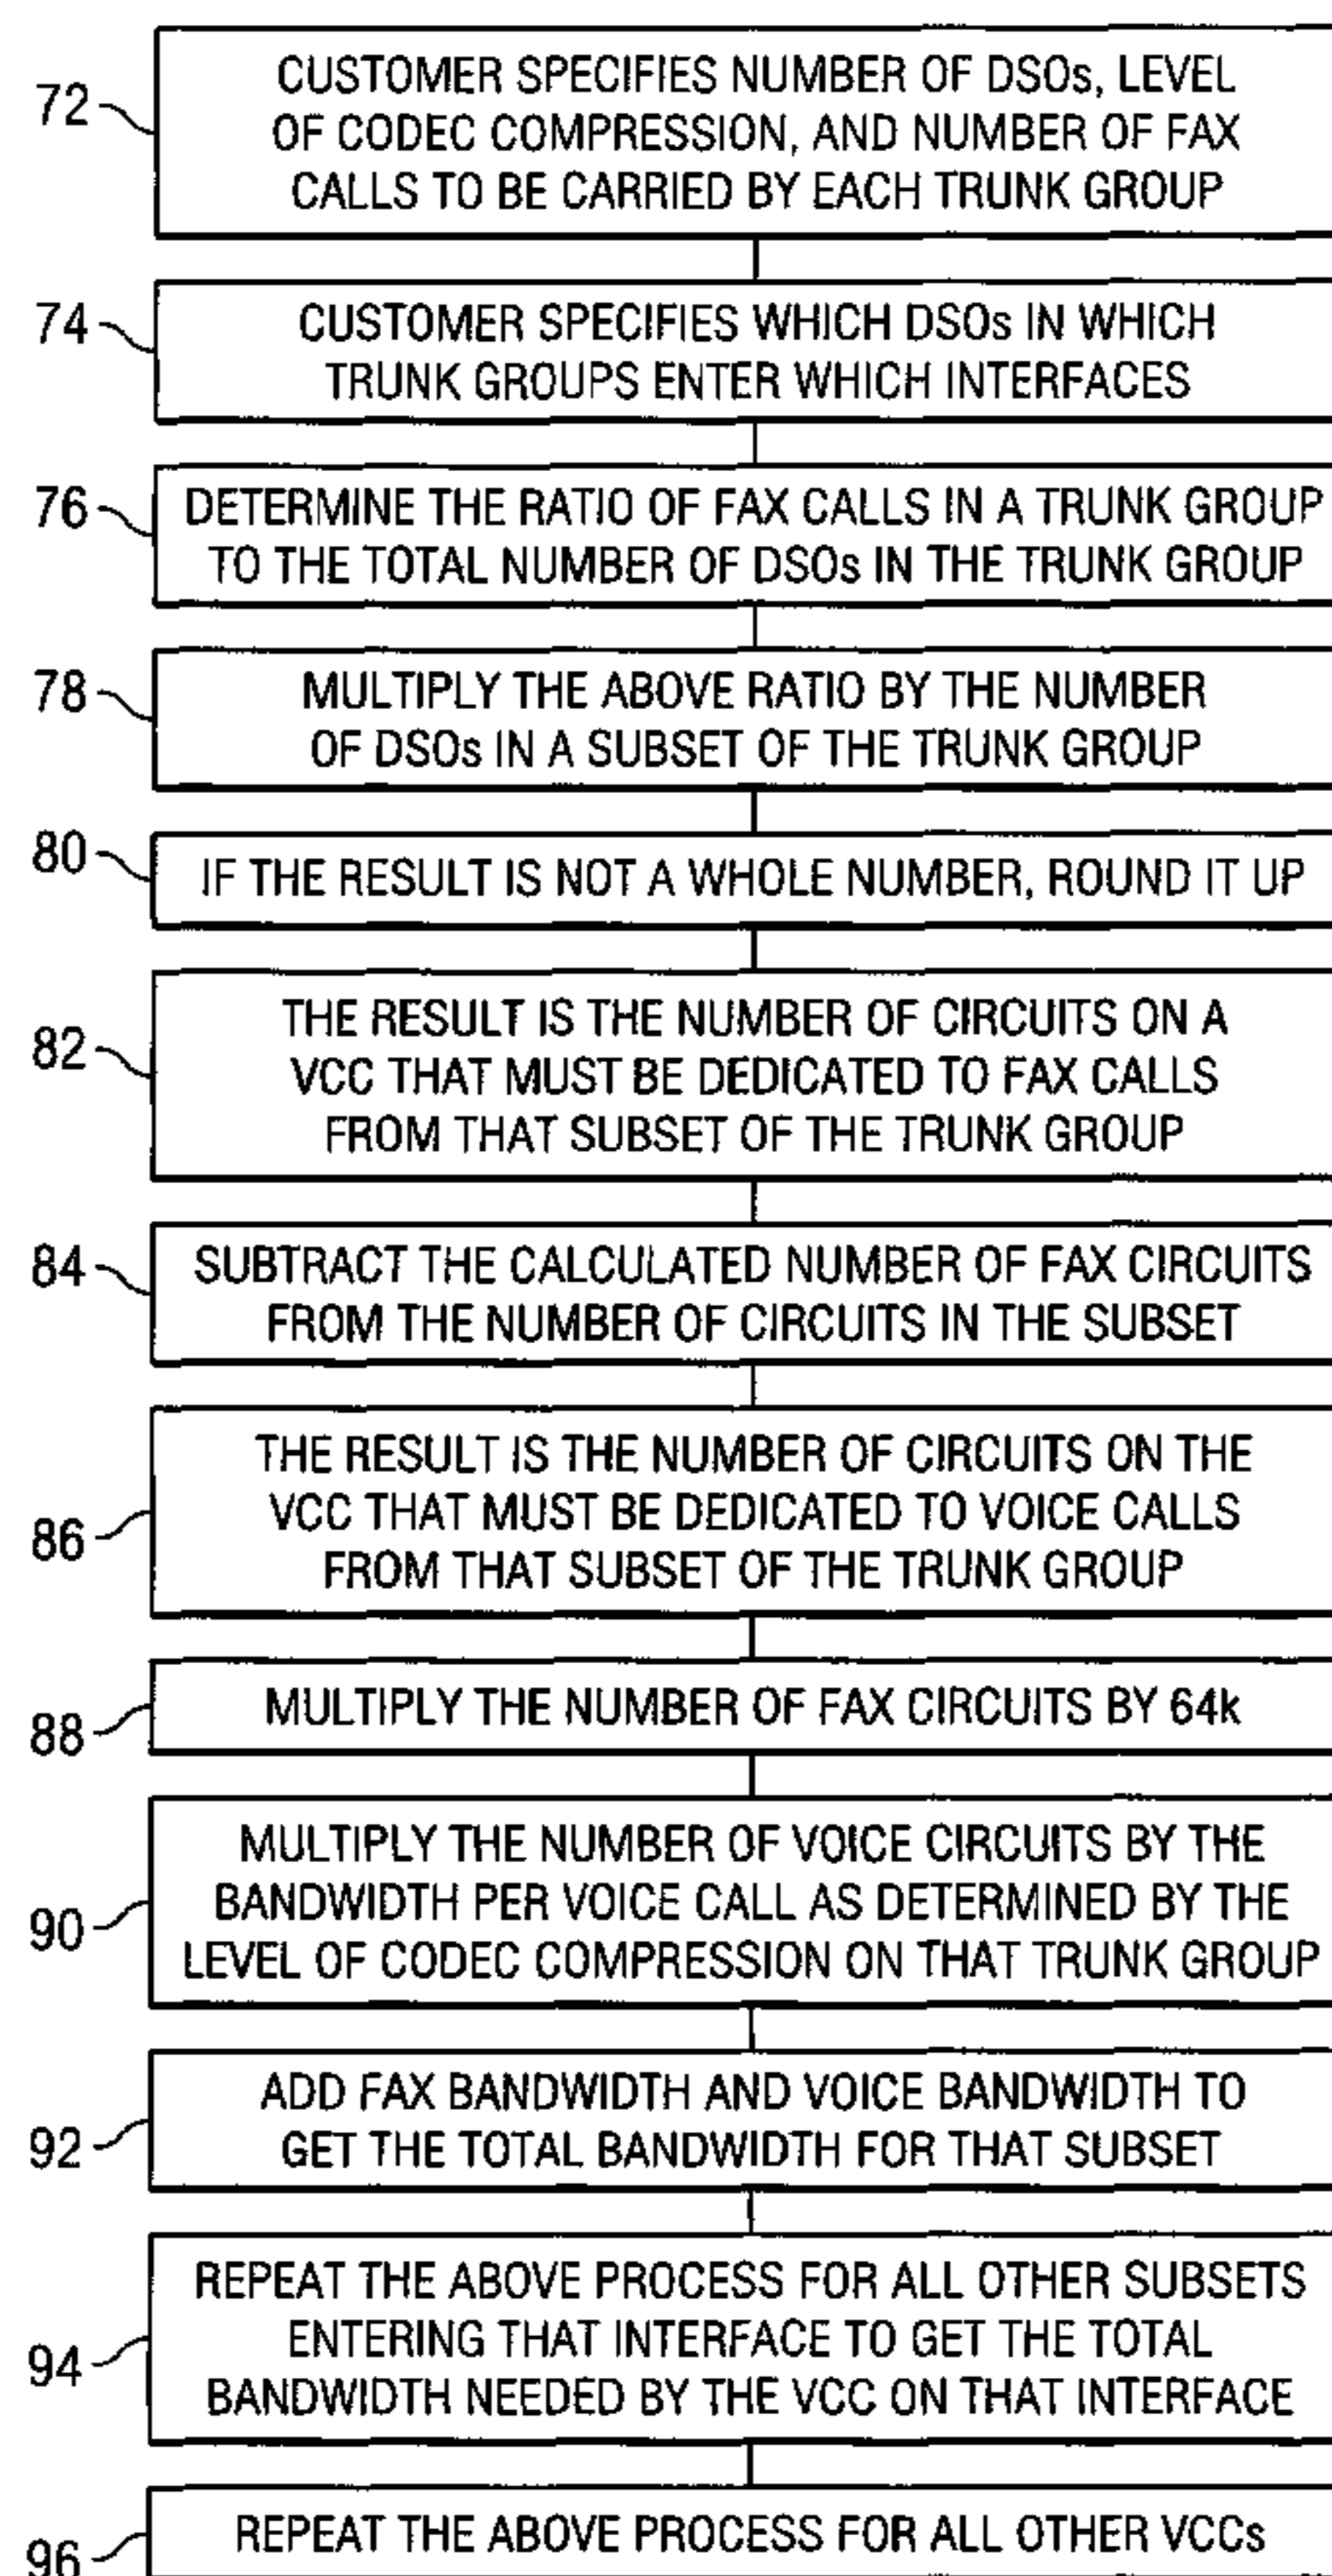 72
CUSTOMER SPECIFIES NUMBER OF DSOs, LEVEL
OF CODEC COMPRESSION, AND NUMBER OF FAX
CALLS TO BE CARRIED BY EACH TRUNK GROUP
74
CUSTOMER SPECIFIES WHICH DSOs IN WHICH
TRUNK GROUPS ENTER WHICH INTERFACES
76
DETERMINE THE RATIO OF FAX CALLS IN A TRUNK GROUP
TO THE TOTAL NUMBER OF DSOs IN THE TRUNK GROUP
78
MULTIPLY THE ABOVE RATIO BY THE NUMBER
OF DSOs IN A SUBSET OF THE TRUNK GROUP
80
IF THE RESULT IS NOT A WHOLE NUMBER, ROUND IT UP
82
THE RESULT IS THE NUMBER OF CIRCUITS ON A
VCC THAT MUST BE DEDICATED TO FAX CALLS
FROM THAT SUBSET OF THE TRUNK GROUP
84
SUBTRACT THE CALCULATED NUMBER OF FAX CIRCUITS
FROM THE NUMBER OF CIRCUITS IN THE SUBSET
86
THE RESULT IS THE NUMBER OF CIRCUITS ON THE
VCC THAT MUST BE DEDICATED TO VOICE CALLS
FROM THAT SUBSET OF THE TRUNK GROUP
88
MULTIPLY THE NUMBER OF FAX CIRCUITS BY 64k
90
MULTIPLY THE NUMBER OF VOICE CIRCUITS BY THE
BANDWIDTH PER VOICE CALL AS DETERMINED BY THE
LEVEL OF CODEC COMPRESSION ON THAT TRUNK GROUP
92
ADD FAX BANDWIDTH AND VOICE BANDWIDTH TO
GET THE TOTAL BANDWIDTH FOR THAT SUBSET
94
REPEAT THE ABOVE PROCESS FOR ALL OTHER SUBSETS
ENTERING THAT INTERFACE TO GET THE TOTAL
BANDWIDTH NEEDED BY THE VCC ON THAT INTERFACE
96
REPEAT THE ABOVE PROCESS FOR ALL OTHER VCCs